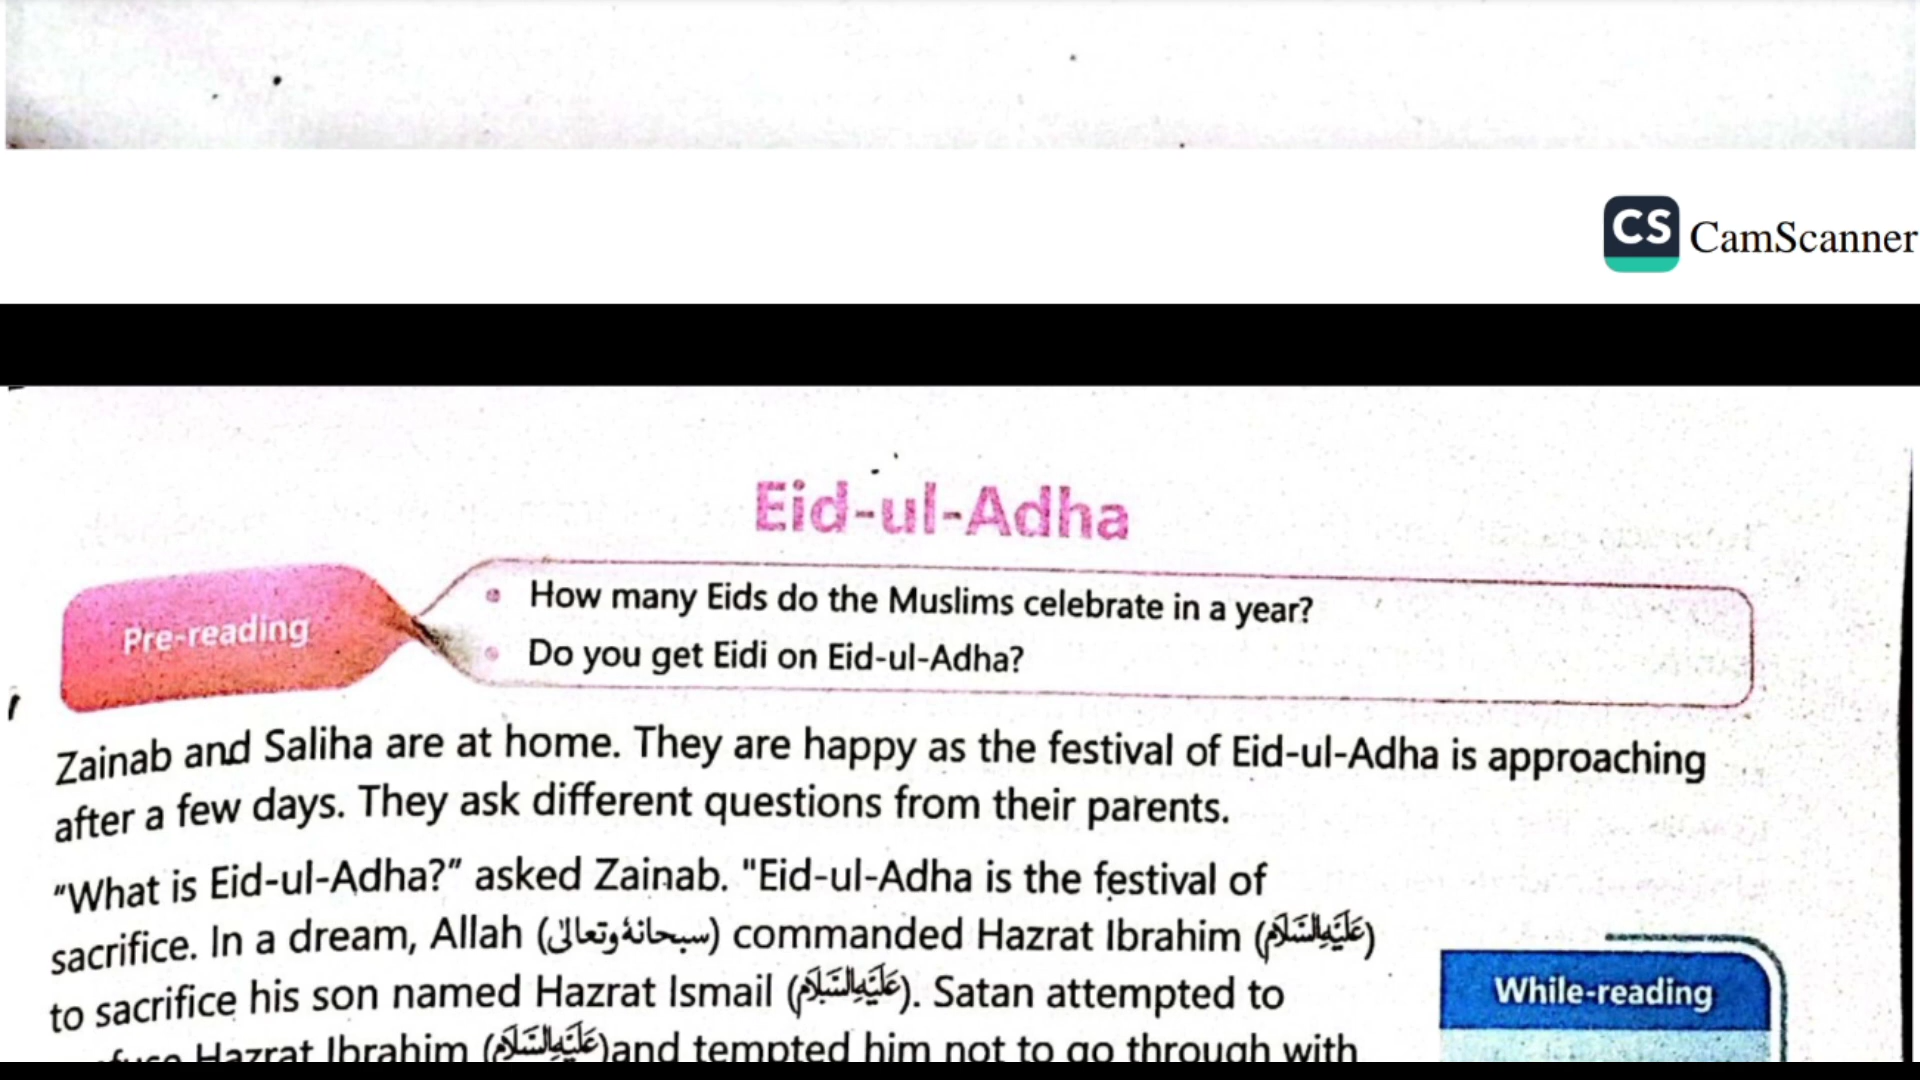 CS CamScanner
Eid-ul-Adha
Pre-reading
• How many Eids do the Muslims celebrate in a year?
• Do you get Eidi on Eid-ul-Adha?
Zainab and Saliha are at home. They are happy as the festival of Eid-ul-Adha is approaching
after a few days. They ask different questions from their parents.
“What is Eid-ul-Adha?” asked Zainab. "Eid-ul-Adha is the festival of
sacrifice. In a dream, Allah (سبحانهٗ وتعالىٰ) commanded Hazrat Ibrahim (عَلَيْهِ السَّلَام)
to sacrifice his son named Hazrat Ismail (عَلَيْهِ السَّلَام). Satan attempted to
Hazrat Ibrahim (عَلَيْهِ السَّلَام)and tempted him not to go through with
While-reading